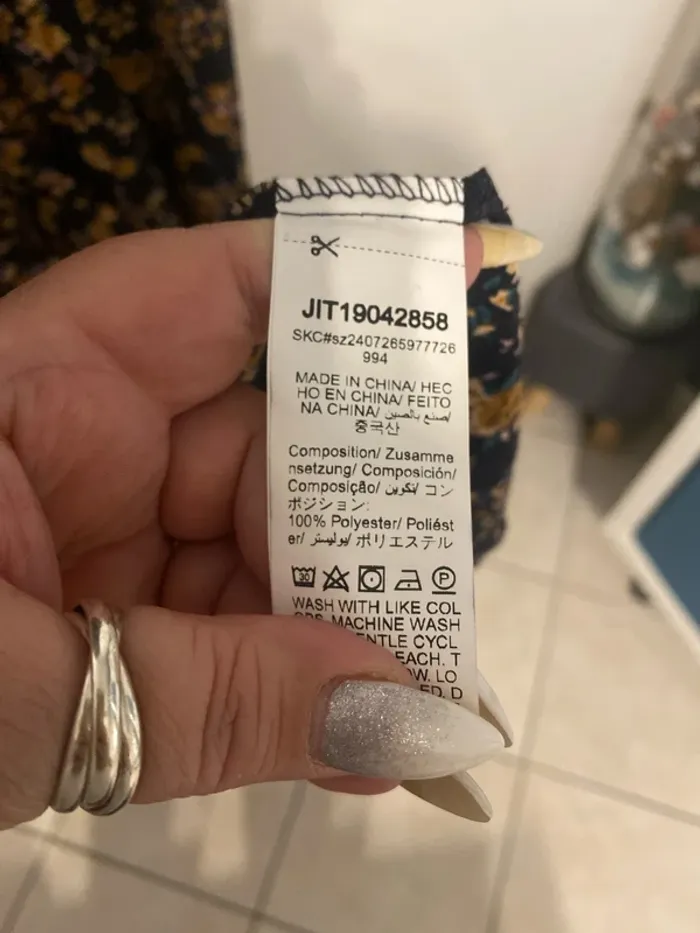 JIT19042858
SKC#sz2407265977726
994
MADE IN CHINA/ HEC
HO EN CHINA/ FEITO
NA CHINA/ صنع بالصين/
중국산
Composition/ Zusamme
nsetzung/ Composición/
Composição/ تكوين/ コン
ポジション:
100% Polyester/ Poliést
er/ بوليستر/ ポリエステル
30
P
WASH WITH LIKE COL
MACHINE WASH
CYCL
EACH. T
OW. LO
ED. D